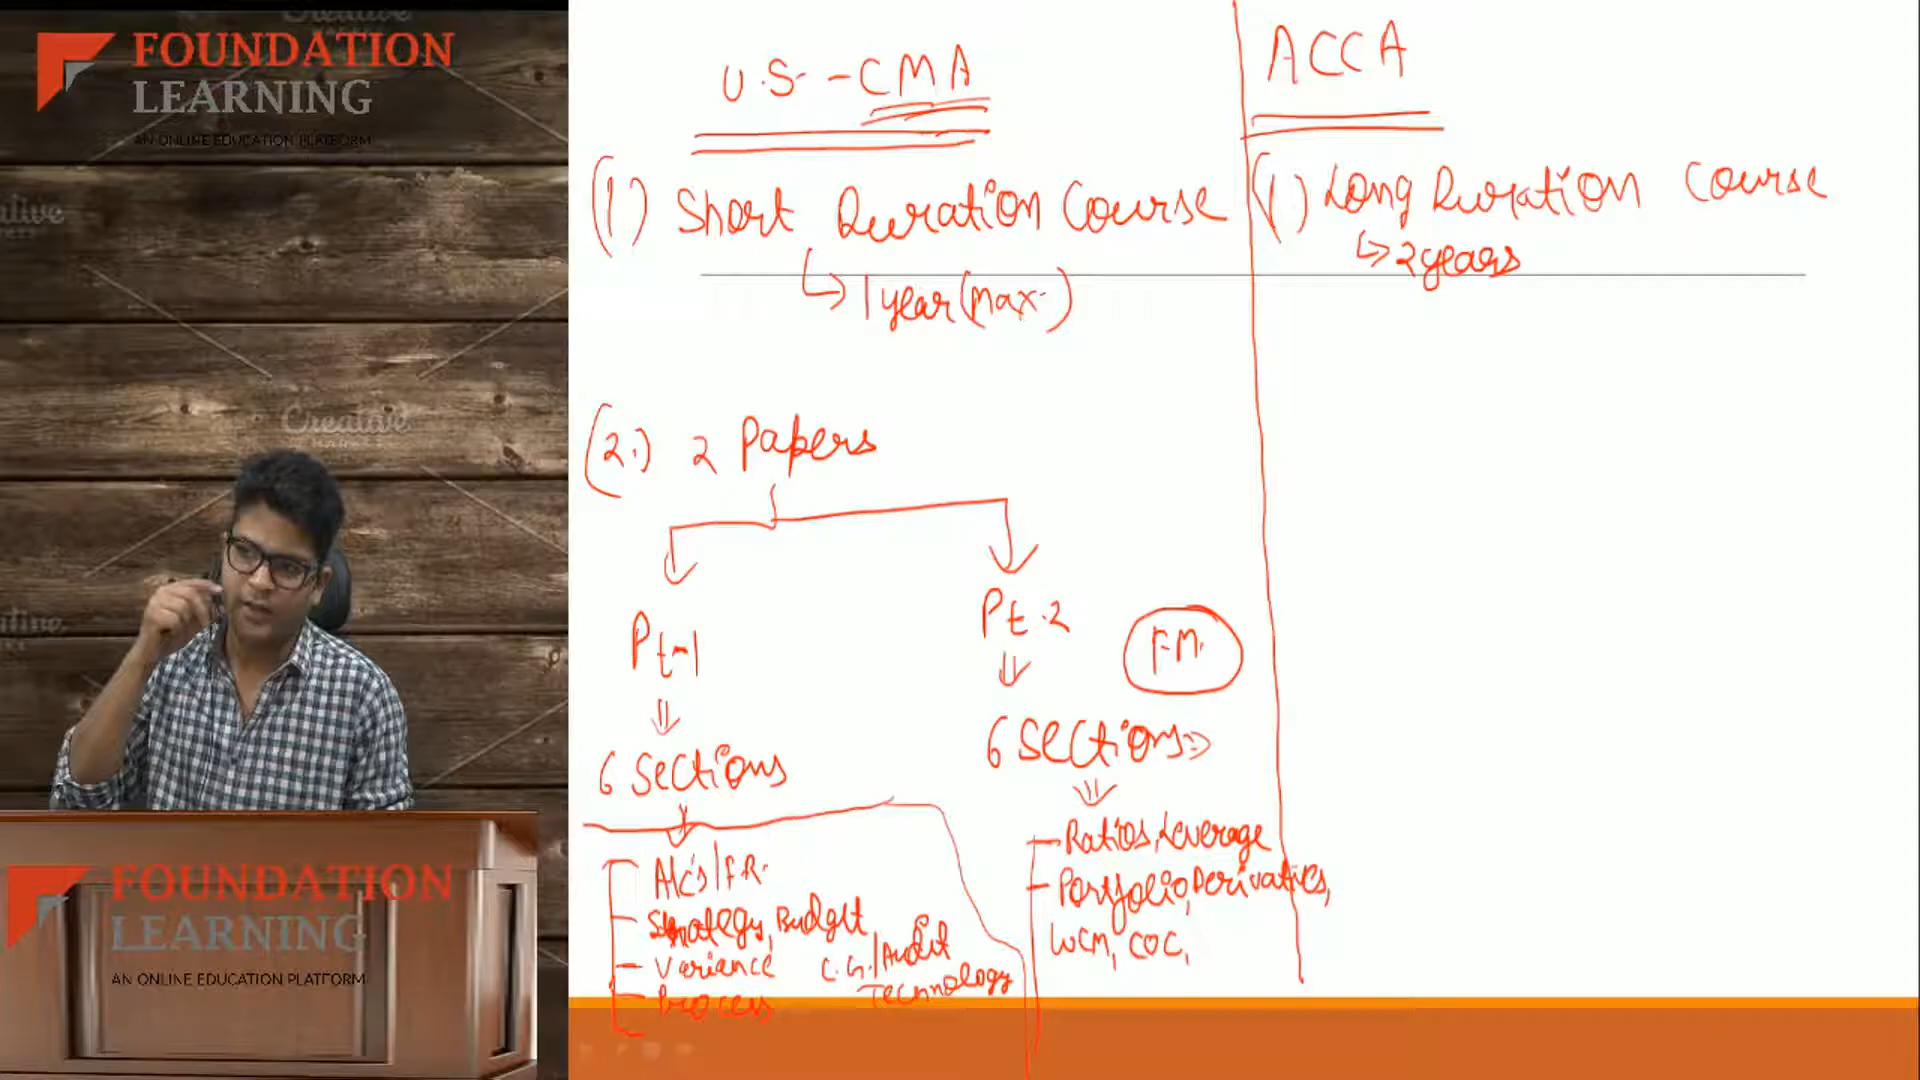 FOUNDATION
LEARNING
AN ONLINE EDUCATION PLATFORM
Creative
Creative
FOUNDATION
LEARNING
AN ONLINE EDUCATION PLATFORM
U.S. - CMA
(1) Short Duration Course
↳ 1 year (max.)
(2.) 2 Papers
Pt-1
6 Sections
A/c's / F.R.
Strategy, Budget
Variance
Process
C.G. / Audit
Technology
Pt.2
F.M.
6 Sections
Ratios, Leverage
Portfolio, Derivatives,
WCM, COC,
ACCA
(1.) Long Duration Course
↳ 2 years